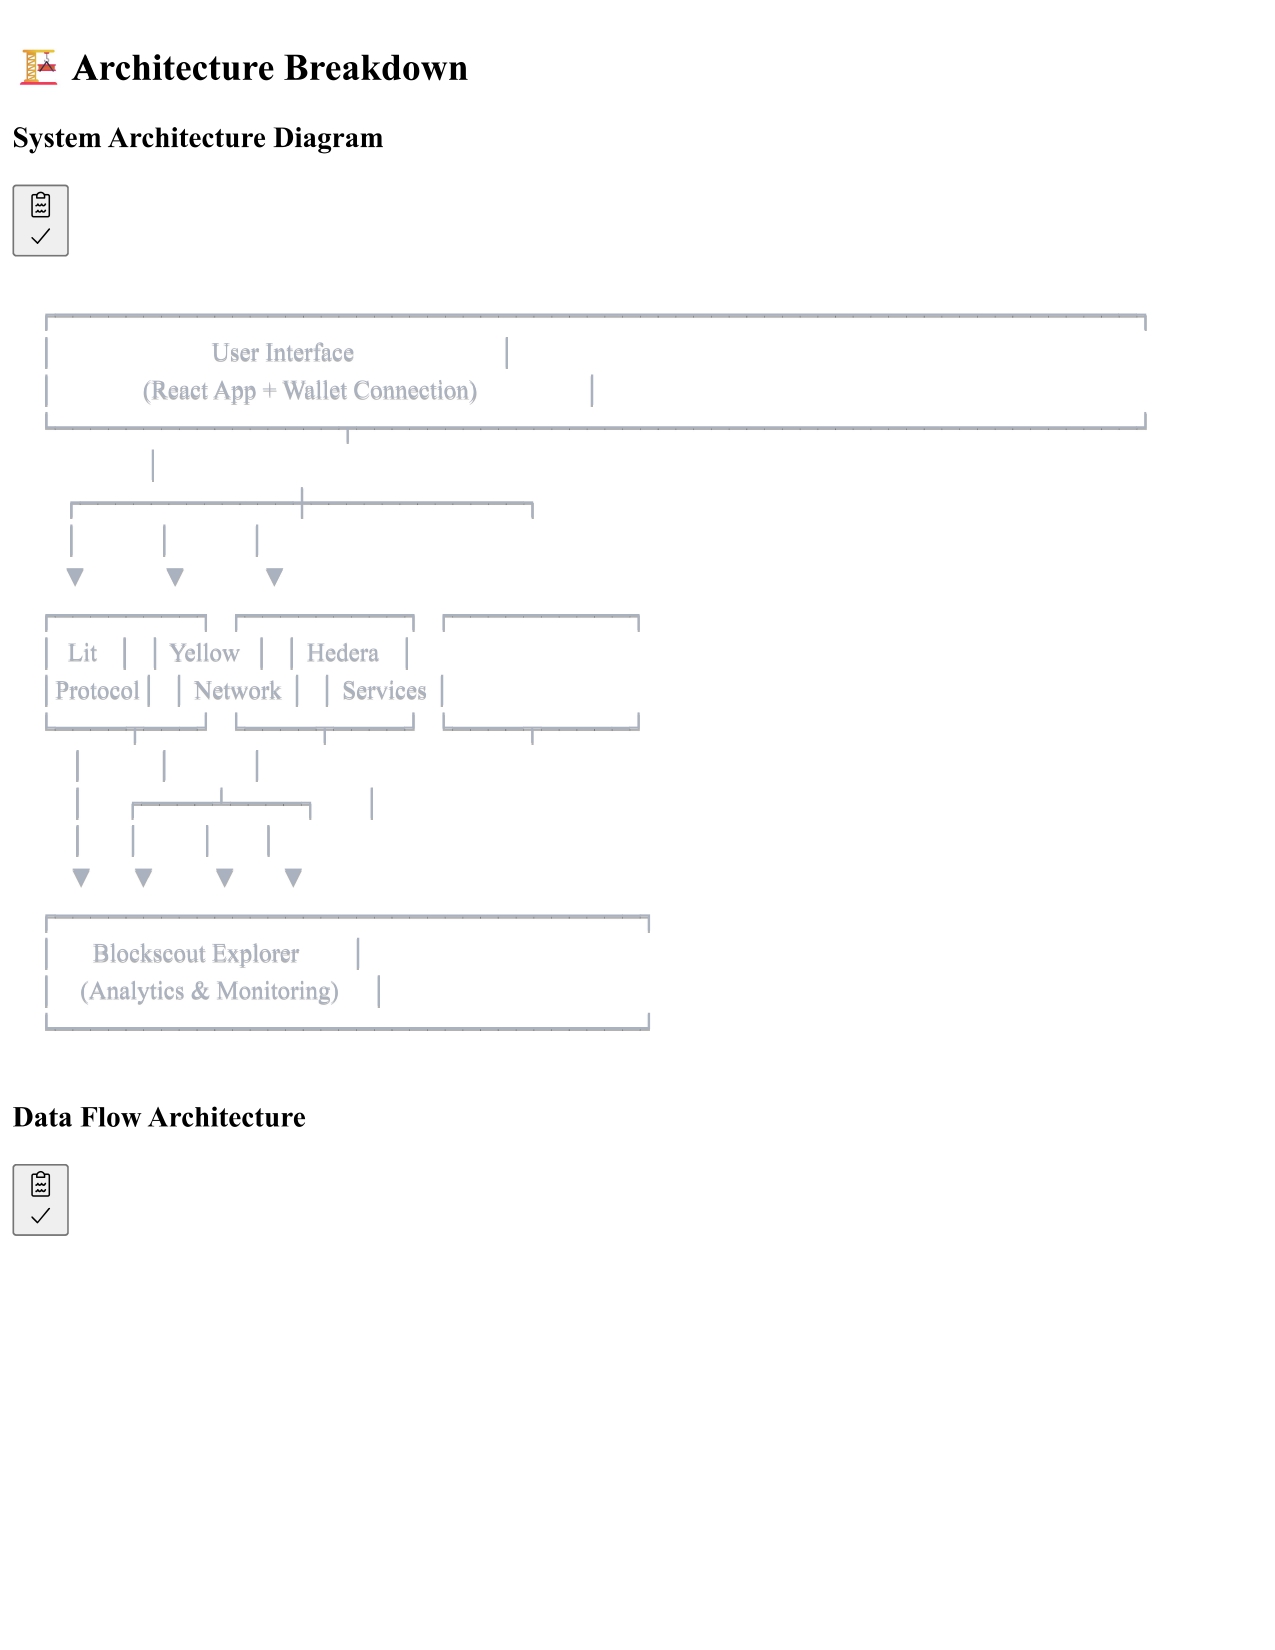 🏗️ Architecture Breakdown
System Architecture Diagram
User Interface
(React App + Wallet Connection)
Lit Yellow Hedera
Protocol Network Services
Blockscout Explorer
(Analytics & Monitoring)
Data Flow Architecture